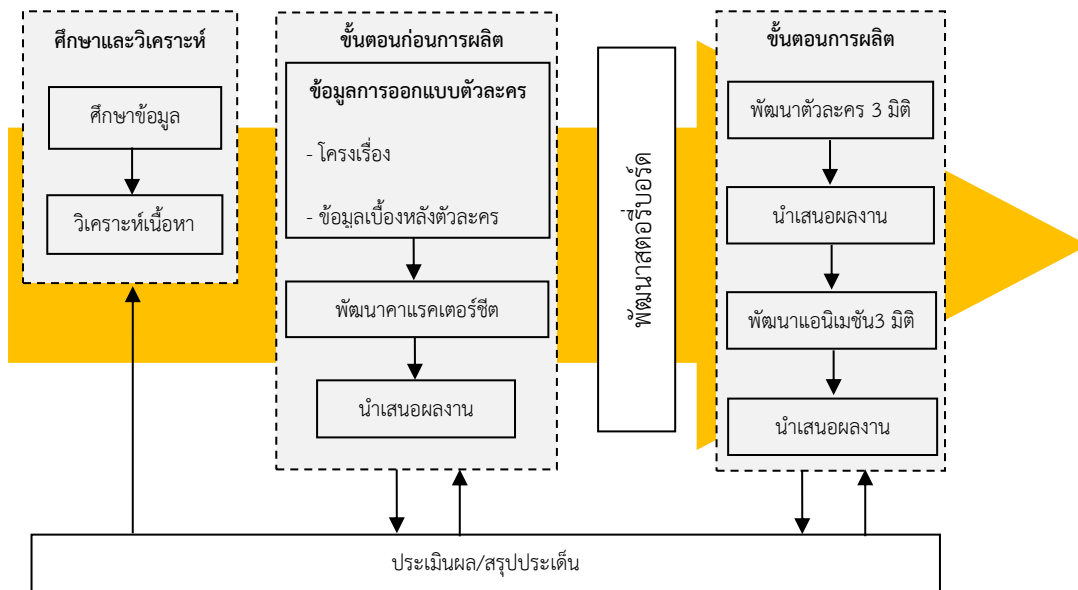 ศึกษาและวิเคราะห์
ศึกษาข้อมูล
วิเคราะห์เนื้อหา
ขั้นตอนก่อนการผลิต
ข้อมูลการออกแบบตัวละคร
- โครงเรื่อง
- ข้อมูลเบื้องหลังตัวละคร
พัฒนาคาแรคเตอร์ชีต
นำเสนอผลงาน
พัฒนาสตอรี่บอร์ด
ขั้นตอนการผลิต
พัฒนาตัวละคร 3 มิติ
นำเสนอผลงาน
พัฒนาแอนิเมชัน3 มิติ
นำเสนอผลงาน
ประเมินผล/สรุปประเด็น